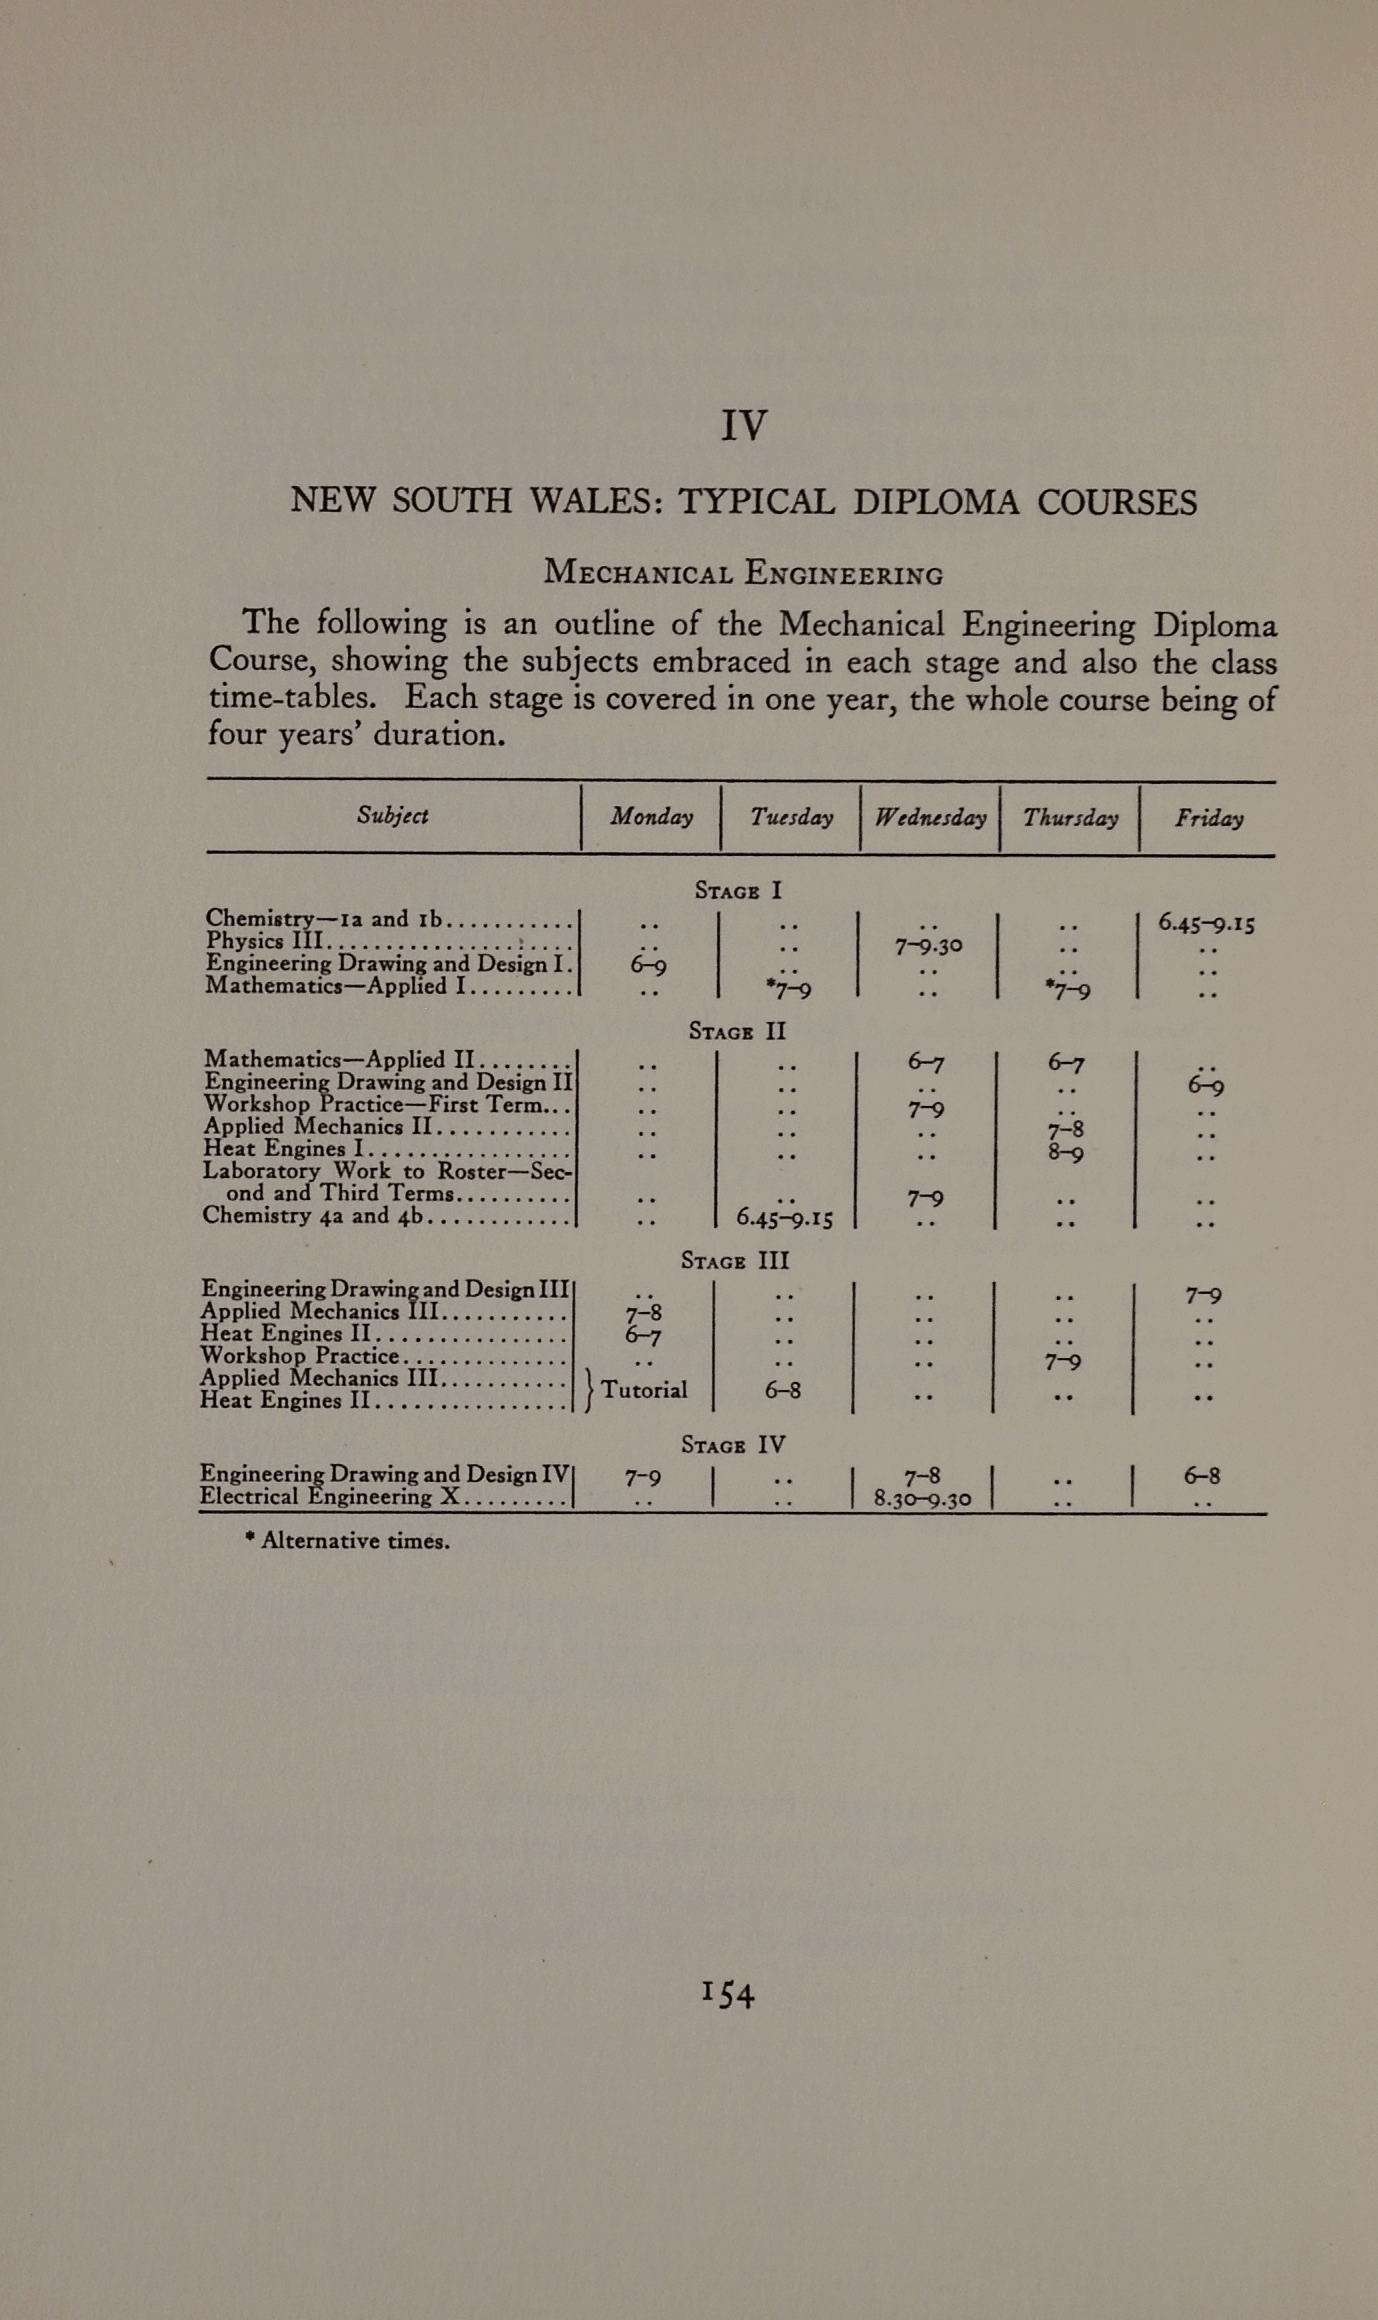 IV
NEW SOUTH WALES: TYPICAL DIPLOMA COURSES
MECHANICAL ENGINEERING
The following is an outline of the Mechanical Engineering Diploma
Course, showing the subjects embraced in each stage and also the class
time-tables. Each stage is covered in one year, the whole course being of
four years' duration.
Subject Monday Tuesday Wednesday Thursday Friday
STAGE I
Chemistry—1a and 1b........... .. .. .. .. 6.45–9.15
Physics III.................... .. .. 7–9.30 .. ..
Engineering Drawing and Design I. 6–9 .. .. .. ..
Mathematics—Applied I......... .. *7–9 .. *7–9 ..
STAGE II
Mathematics—Applied II........ .. .. 6–7 6–7 ..
Engineering Drawing and Design II .. .. .. .. 6–9
Workshop Practice—First Term... .. .. 7–9 .. ..
Applied Mechanics II........... .. .. .. 7–8 ..
Heat Engines I................ .. .. .. 8–9 ..
Laboratory Work to Roster—Sec-
ond and Third Terms.......... .. .. 7–9 .. ..
Chemistry 4a and 4b............ .. 6.45–9.15 .. .. ..
STAGE III
Engineering Drawing and Design III .. .. .. .. 7–9
Applied Mechanics III........... 7–8 .. .. .. ..
Heat Engines II................ 6–7 .. .. .. ..
Workshop Practice.............. .. .. .. 7–9 ..
Applied Mechanics III........... } Tutorial 6–8 .. .. ..
Heat Engines II................
STAGE IV
Engineering Drawing and Design IV 7–9 .. 7–8 .. 6–8
Electrical Engineering X......... .. .. 8.30–9.30 .. ..
* Alternative times.
154